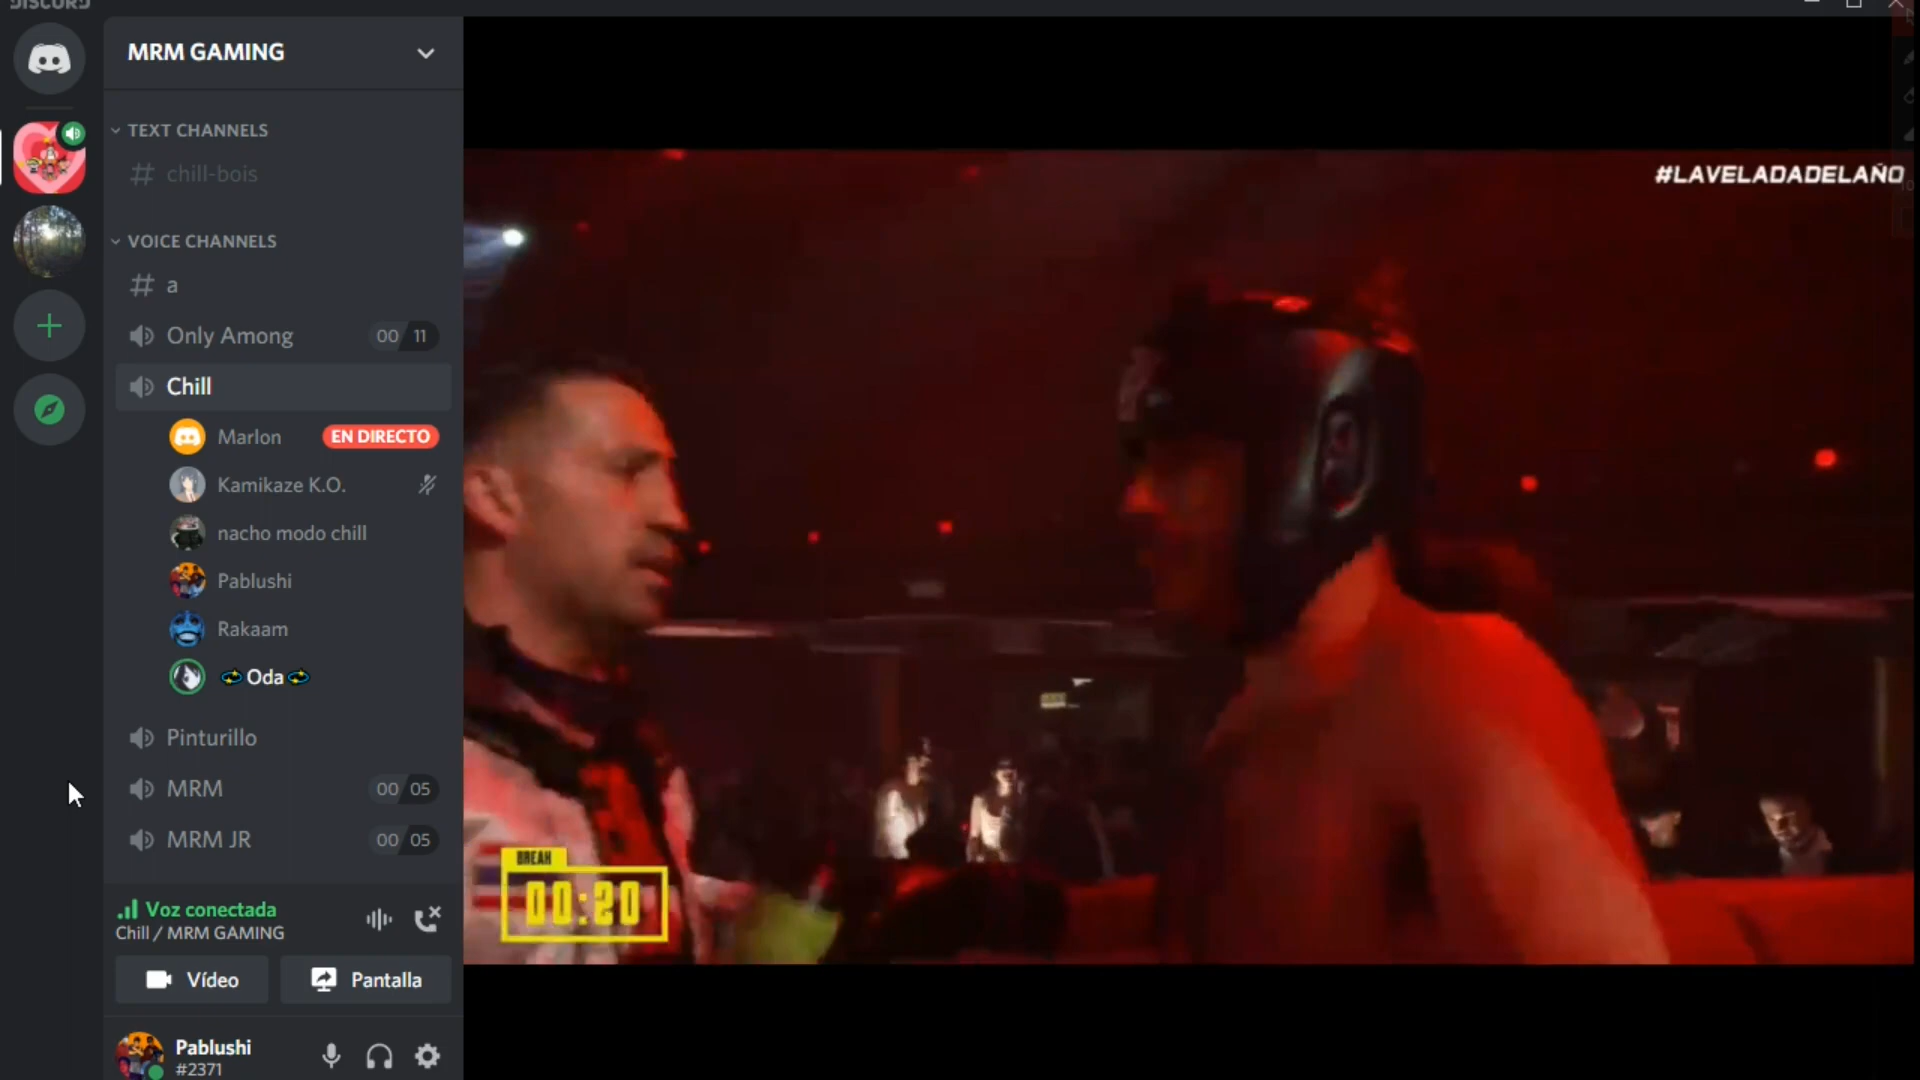 DISCORD
MRM GAMING
TEXT CHANNELS
# chill-bois
VOICE CHANNELS
# a
Only Among 00 11
Chill
Marlon EN DIRECTO
Kamikaze K.O.
nacho modo chill
Pablushi
Rakaam
Oda
Pinturillo
MRM 00 05
MRM JR 00 05
Voz conectada
Chill / MRM GAMING
Vídeo Pantalla
Pablushi
#2371
#LAVELADADELAÑO
BREAK
00:20